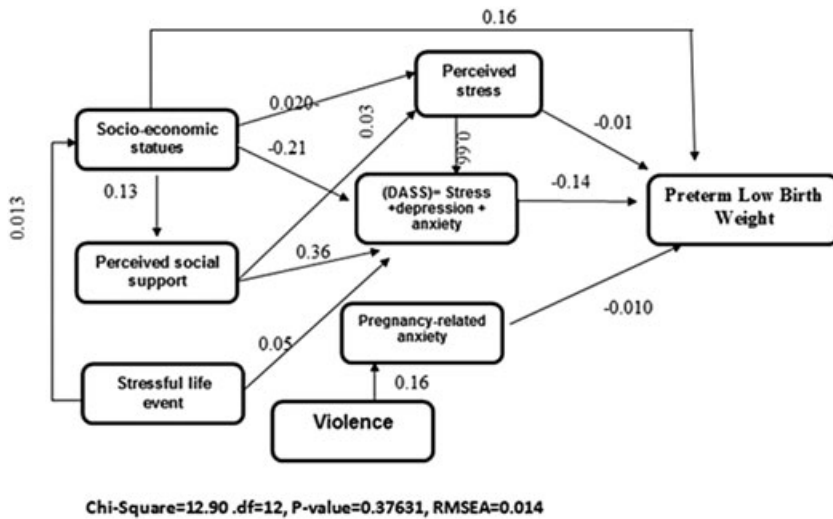 0.16
Perceived
stress
0.020-
0.03
-0.01
Socio-economic
statues
-0.21
0.66
0.13
(DASS)= Stress
+depression +
anxiety
-0.14
Preterm Low Birth
Weight
0.013
Perceived social
support
0.36
Pregnancy-related
anxiety
-0.010
0.05
Stressful life
event
0.16
Violence
Chi-Square=12.90 .df=12, P-value=0.37631, RMSEA=0.014